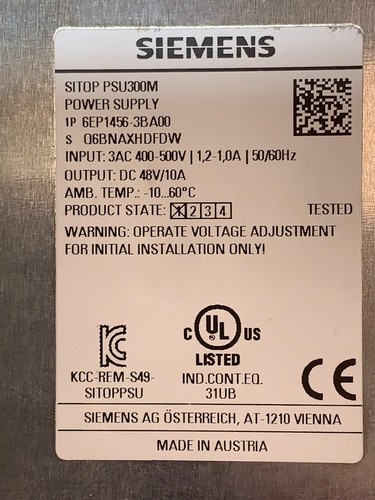 SIEMENS
SITOP PSU300M
POWER SUPPLY
1P 6EP1456-3BA00
S Q6BNAXHDFDW
INPUT: 3AC 400-500V | 1,2-1,0A | 50/60Hz
OUTPUT: DC 48V/10A
AMB. TEMP.: -10...60°C
PRODUCT STATE: 1 2 3 4 TESTED
WARNING: OPERATE VOLTAGE ADJUSTMENT
FOR INITIAL INSTALLATION ONLY!
C UL US
LISTED
KCC-REM-S49-
SITOPPSU
IND.CONT.EQ.
31UB
CE
SIEMENS AG ÖSTERREICH, AT-1210 VIENNA
MADE IN AUSTRIA